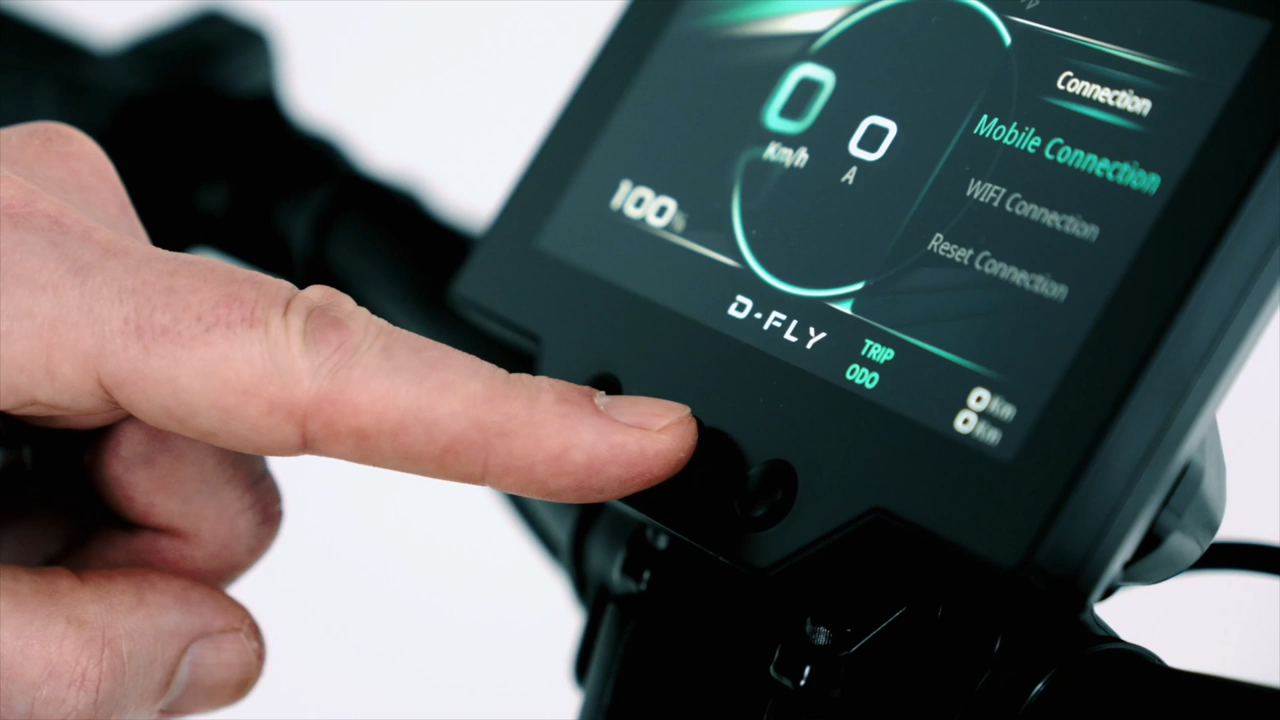 0
Km/h
0
A
100%
Connection
Mobile Connection
WIFI Connection
Reset Connection
D-FLY
TRIP
ODO
0 Km
0 Km